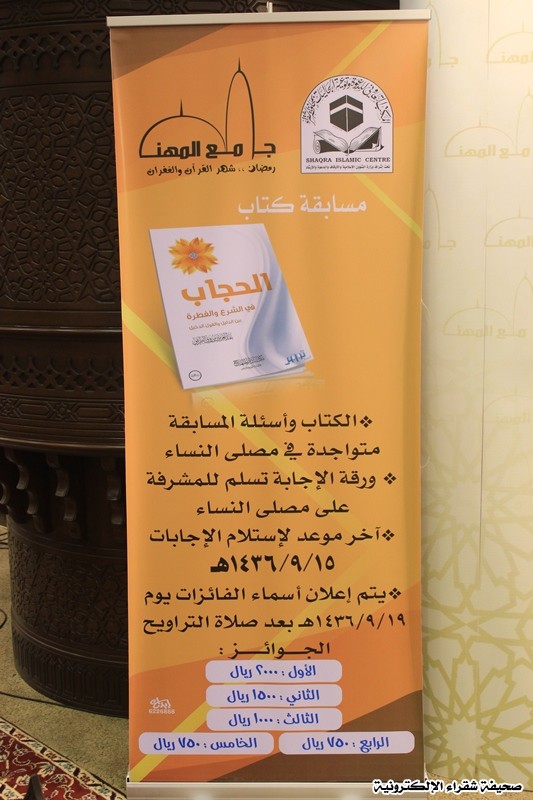 جامع المهنا
رمضان .. شهر القرآن والغفران
SHAQRA ISLAMIC CENTRE
مسابقة كتاب
الحجاب
في الشرع والفطرة
❖ الكتاب وأسئلة المسابقة
متواجدة في مصلى النساء
❖ ورقة الإجابة تسلم للمشرفة
على مصلى النساء
❖ آخر موعد لإستلام الإجابات
١٤٣٦/٩/١٥هـ
❖ يتم إعلان أسماء الفائزات يوم
١٤٣٦/٩/١٩هـ بعد صلاة التراويح
الجوائز :
الأول : ٢٠٠٠ ريال
الثاني : ١٥٠٠ ريال
الثالث : ١٠٠٠ ريال
الرابع : ٧٥٠ ريال
الخامس : ٧٥٠ ريال
صحيفة شقراء الإلكترونية